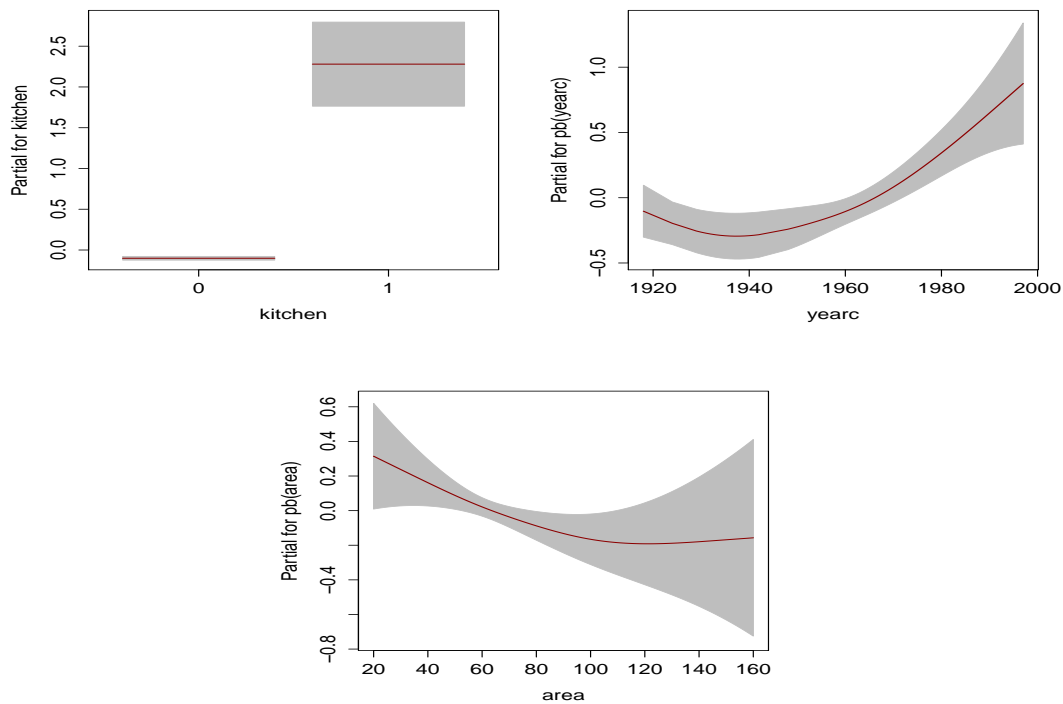 Partial for kitchen
0.0 0.5 1.0 1.5 2.0 2.5
0 1
kitchen
Partial for pb(yearc)
−0.5 0.0 0.5 1.0
1920 1940 1960 1980 2000
yearc
Partial for pb(area)
−0.8 −0.4 0.0 0.2 0.4 0.6
20 40 60 80 100 120 140 160
area